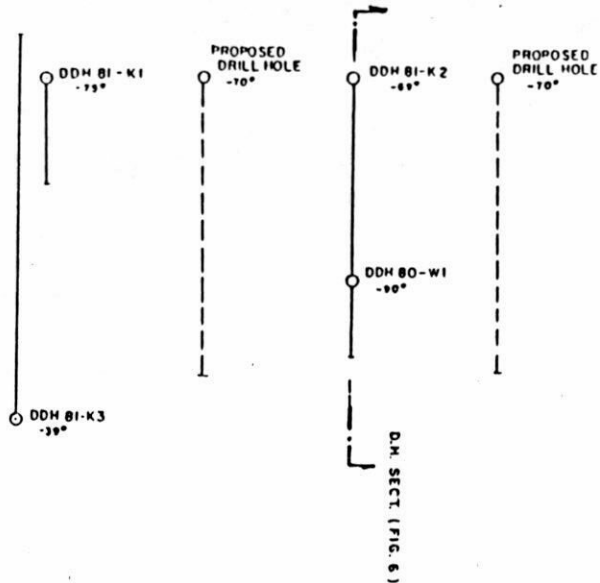 DDH 81-K1
-75°
PROPOSED
DRILL HOLE
-70°
DDH 81-K2
-69°
PROPOSED
DRILL HOLE
-70°
DDH 80-W1
-90°
DDH 81-K3
-39°
D.H. SECT. (FIG. 6)